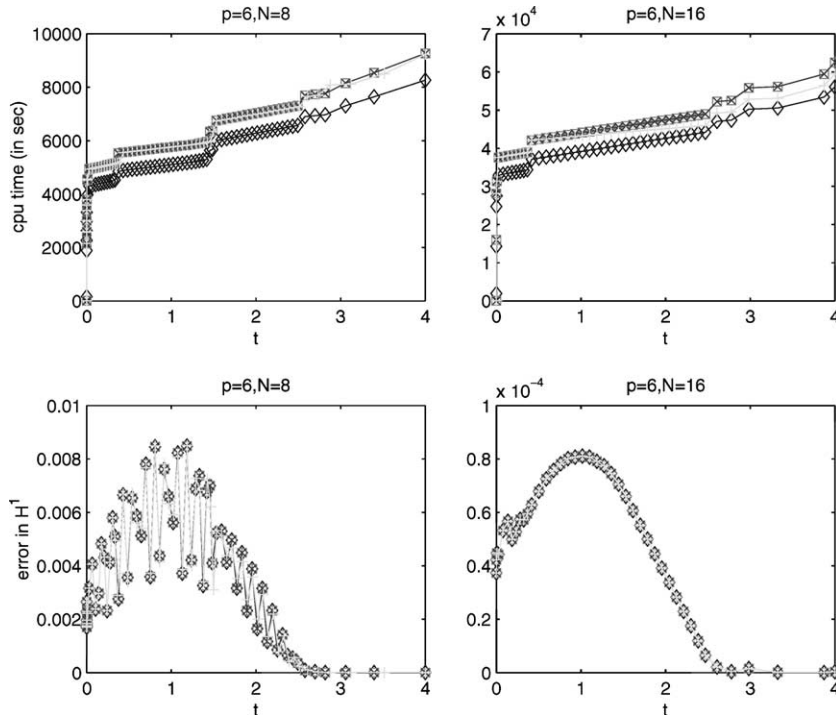 p=6,N=8
10000
8000
6000
4000
2000
0
cpu time (in sec)
0 1 2 3 4
t
p=6,N=16
x 10⁴
7
6
5
4
3
2
1
0
0 1 2 3 4
t
p=6,N=8
0.01
0.008
0.006
0.004
0.002
0
error in H¹
0 1 2 3 4
t
p=6,N=16
x 10⁻⁴
1
0.8
0.6
0.4
0.2
0
0 1 2 3 4
t